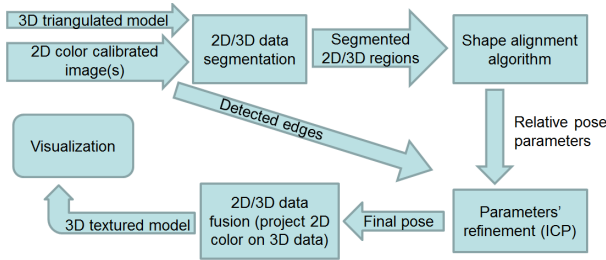 3D triangulated model
2D color calibrated
image(s)
2D/3D data
segmentation
Segmented
2D/3D regions
Shape alignment
algorithm
Detected edges
Relative pose
parameters
Visualization
3D textured model
2D/3D data
fusion (project 2D
color on 3D data)
Final pose
Parameters'
refinement (ICP)